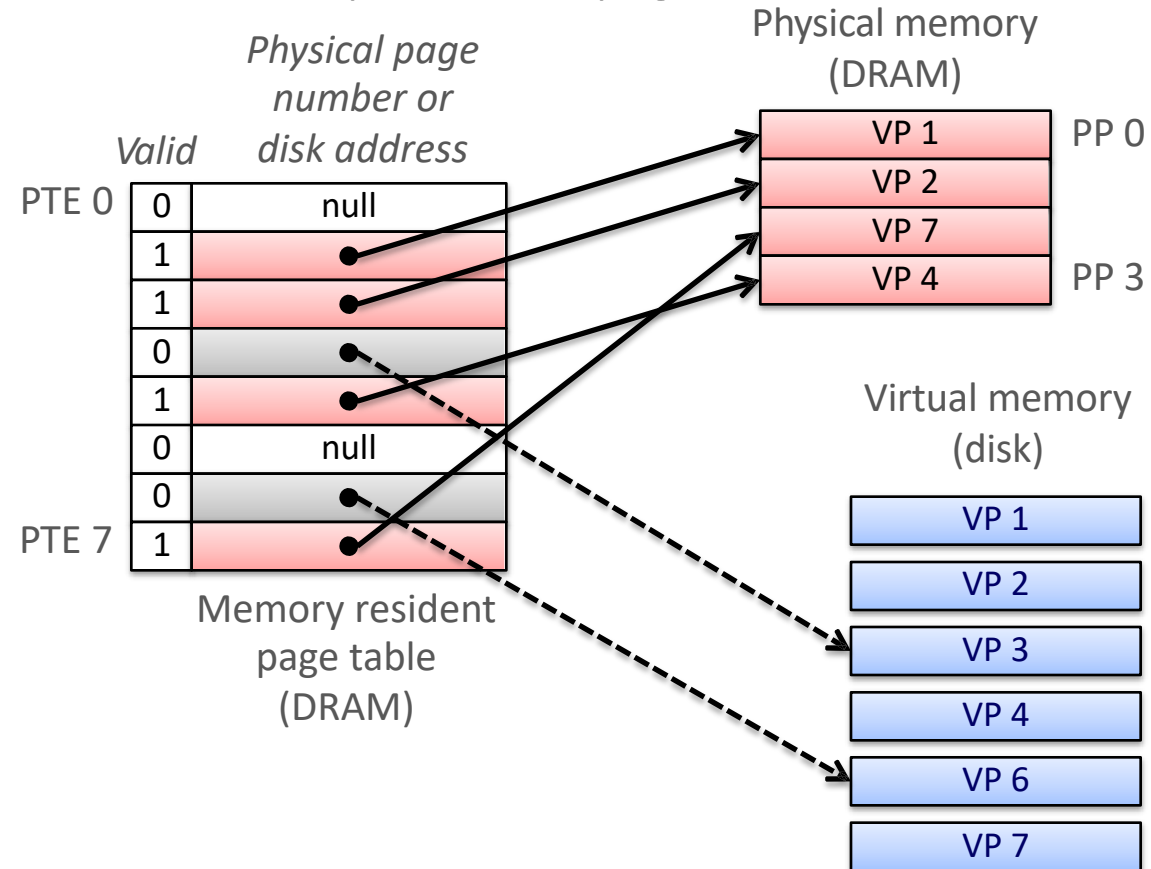 Physical page
number or
disk address
Valid
PTE 0
0 null
1
1
0
1
0 null
0
PTE 7 1
Memory resident
page table
(DRAM)
Physical memory
(DRAM)
VP 1 PP 0
VP 2
VP 7
VP 4 PP 3
Virtual memory
(disk)
VP 1
VP 2
VP 3
VP 4
VP 6
VP 7